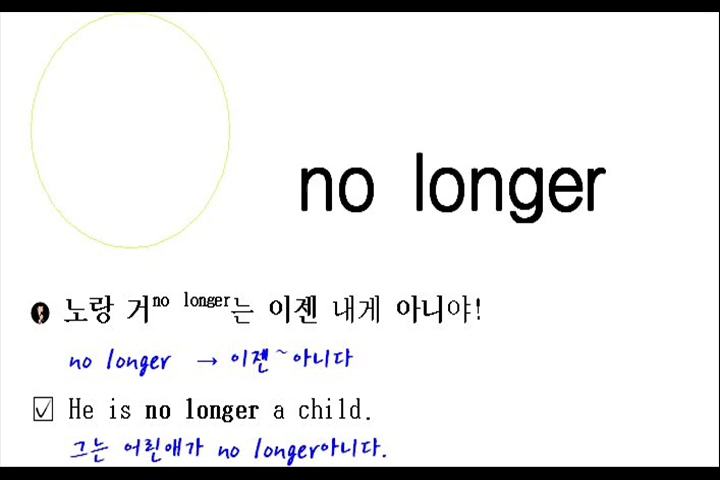 no longer
노랑 거no longer는 이젠 내게 아니야!
no longer → 이젠~아니다
☑ He is no longer a child.
그는 어린애가 no longer아니다.